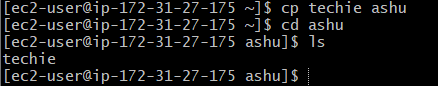 [ec2-user@ip-172-31-27-175 ~]$ cp techie ashu
[ec2-user@ip-172-31-27-175 ~]$ cd ashu
[ec2-user@ip-172-31-27-175 ashu]$ ls
techie
[ec2-user@ip-172-31-27-175 ashu]$